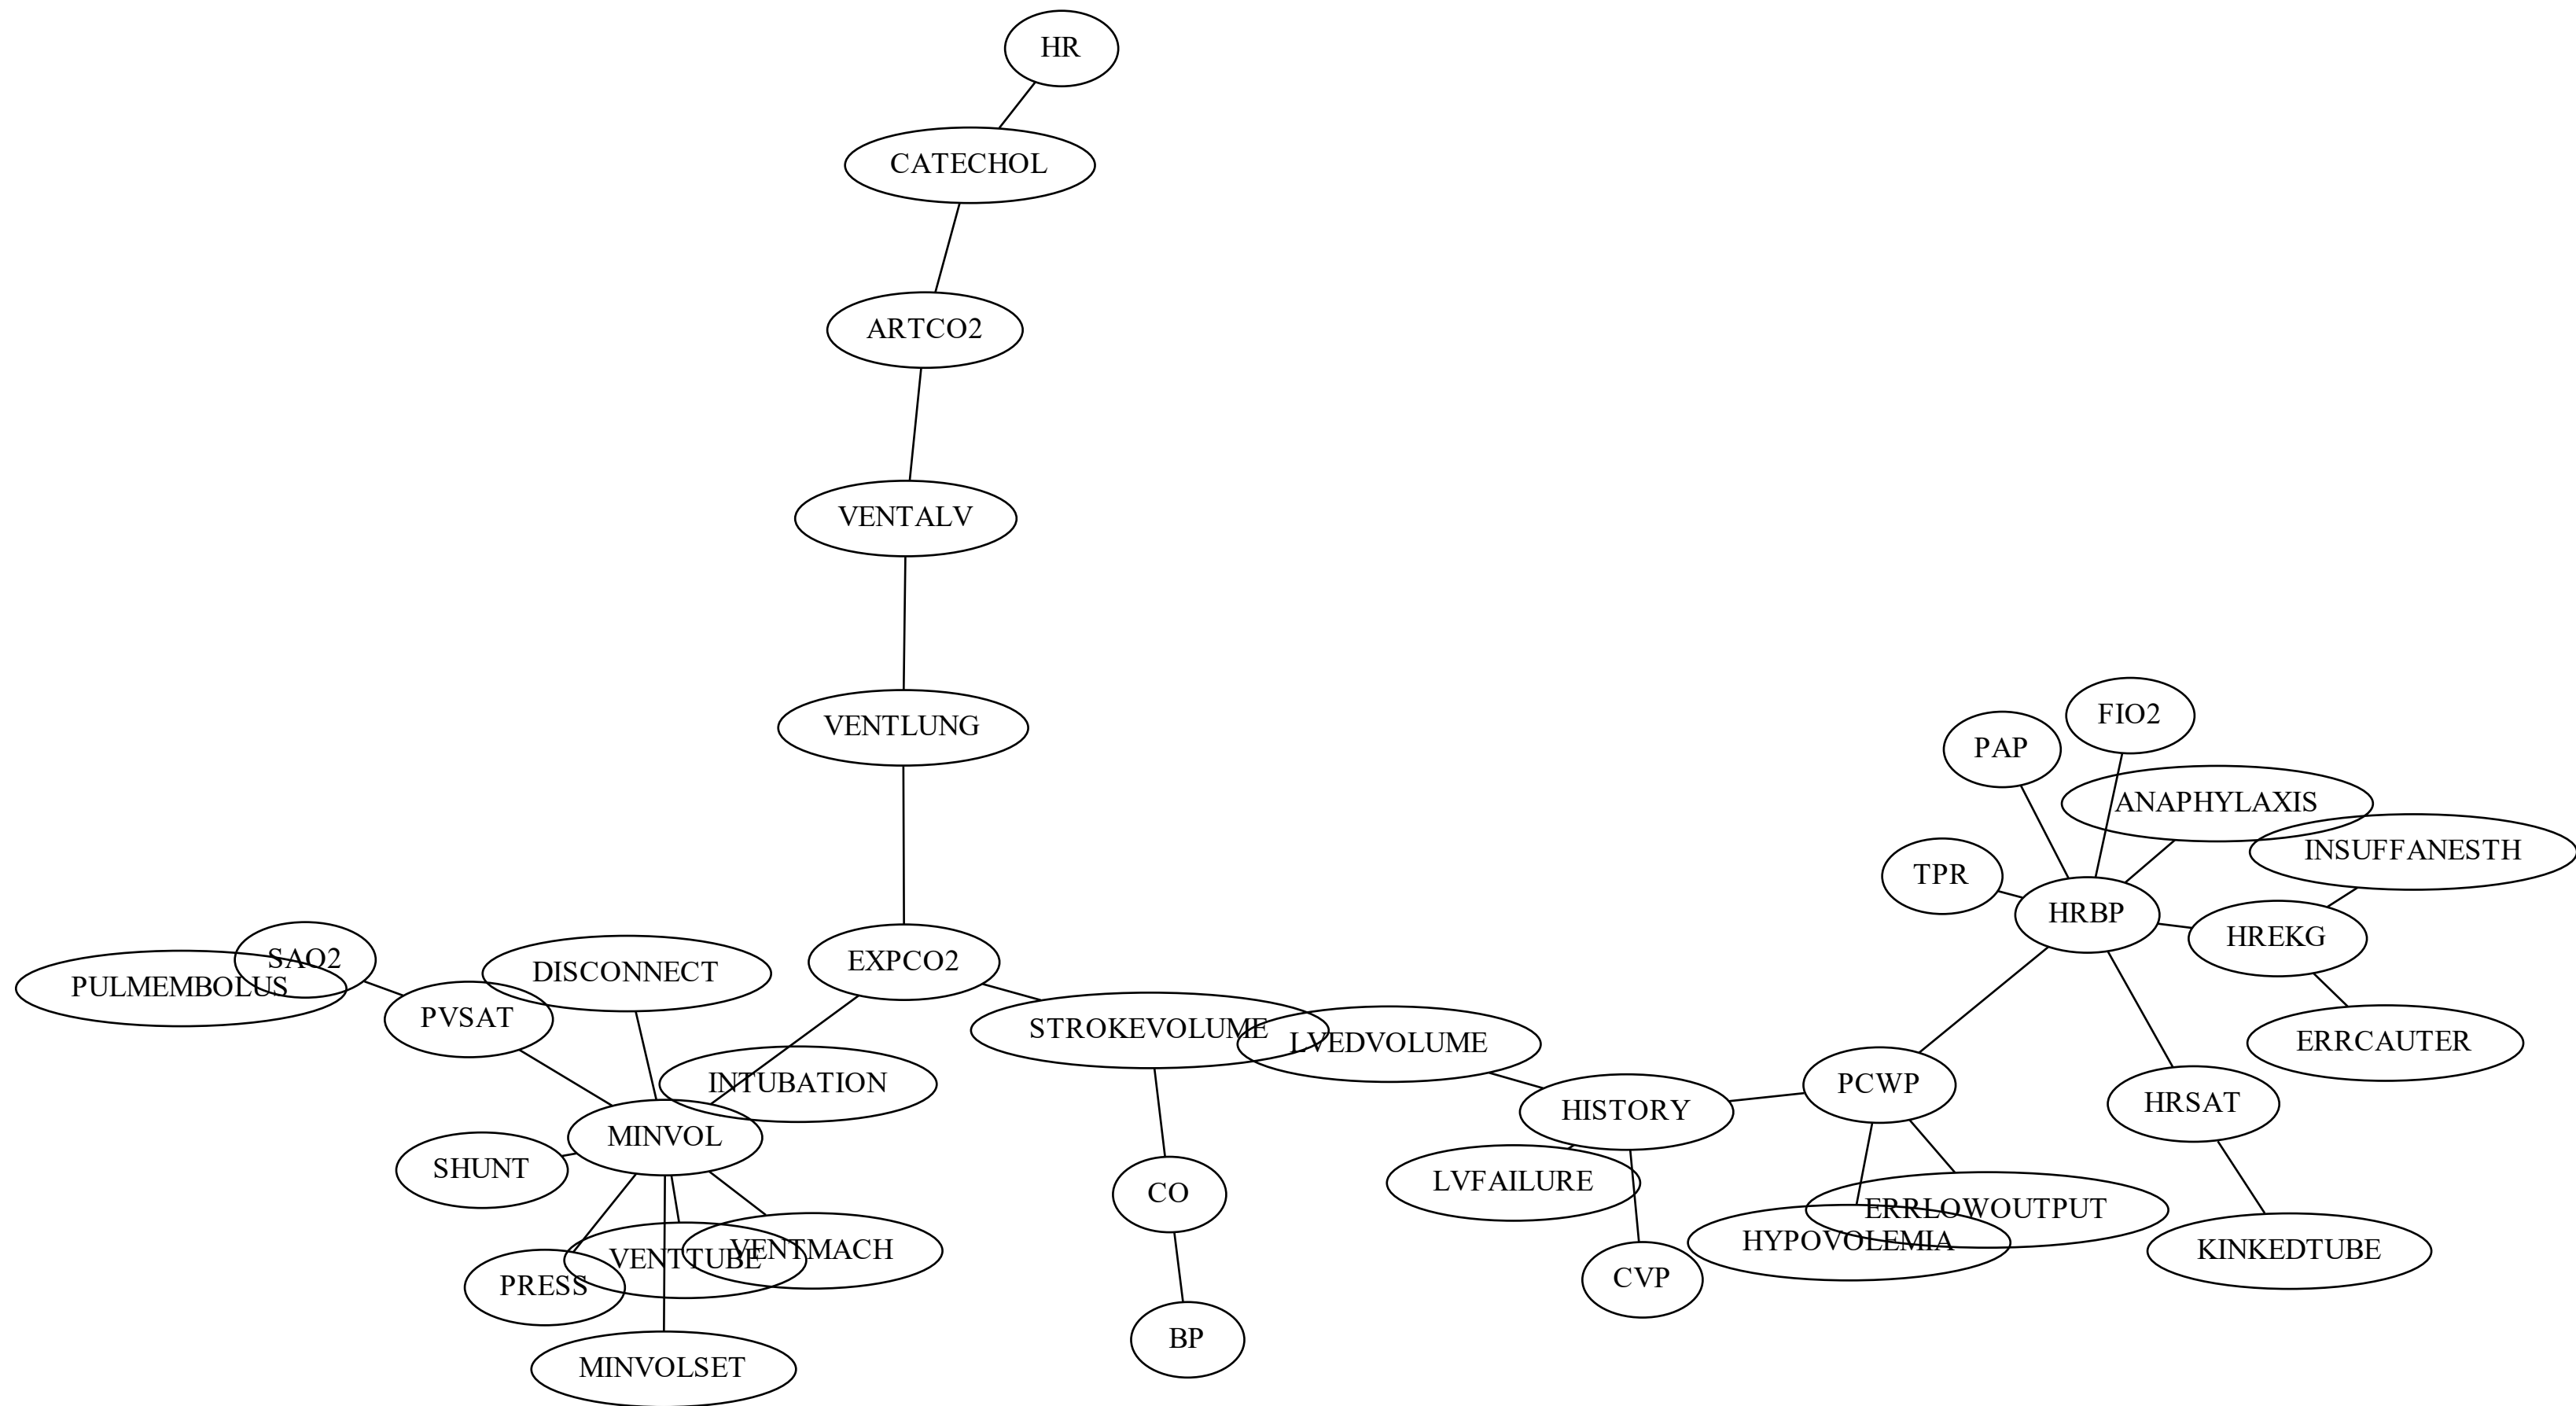 HR
CATECHOL
ARTCO2
VENTALV
VENTLUNG
FIO2
PAP
ANAPHYLAXIS
INSUFFANESTH
TPR
HRBP
HREKG
SAO2
EXPCO2
DISCONNECT
PULMEMBOLUS
PVSAT
STROKEVOLUME
LVEDVOLUME
ERRCAUTER
INTUBATION
PCWP
HRSAT
HISTORY
MINVOL
SHUNT
LVFAILURE
CO
ERRLOWOUTPUT
HYPOVOLEMIA
VENTMACH
KINKEDTUBE
VENTTUBE
CVP
PRESS
BP
MINVOLSET